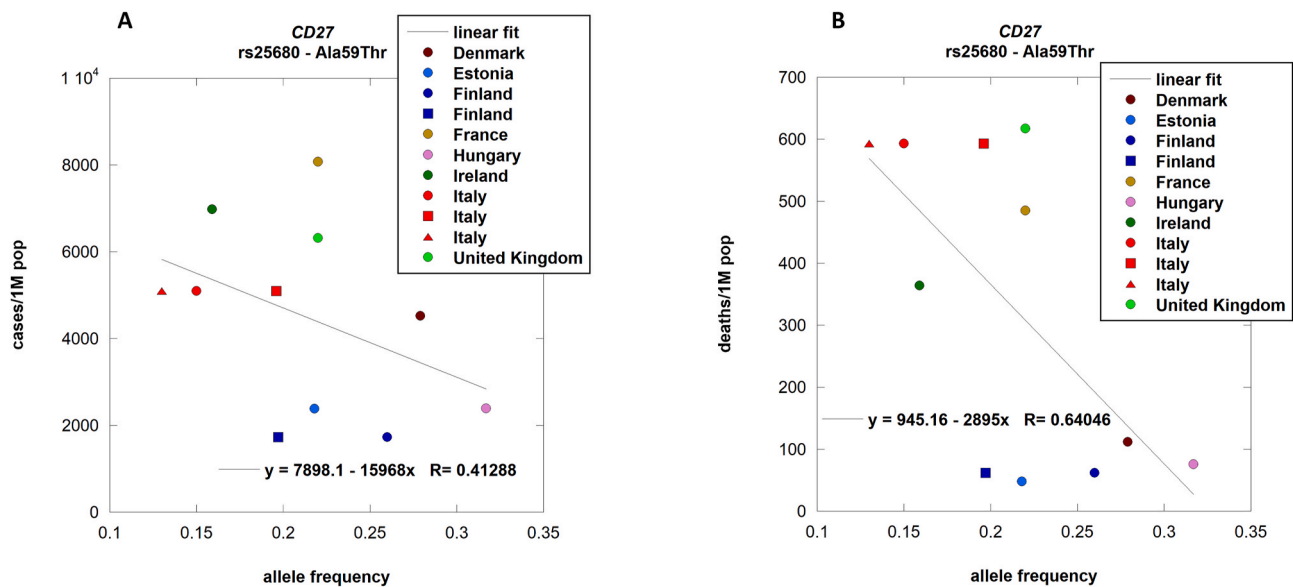 A
CD27
rs25680 - Ala59Thr
linear fit
Denmark
Estonia
Finland
Finland
France
Hungary
Ireland
Italy
Italy
Italy
United Kingdom
1 10⁴
8000
6000
4000
2000
0
cases/1M pop
y = 7898.1 - 15968x R= 0.41288
0.1 0.15 0.2 0.25 0.3 0.35
allele frequency
B
CD27
rs25680 - Ala59Thr
linear fit
Denmark
Estonia
Finland
Finland
France
Hungary
Ireland
Italy
Italy
Italy
United Kingdom
700
600
500
400
300
200
100
0
deaths/1M pop
y = 945.16 - 2895x R= 0.64046
0.1 0.15 0.2 0.25 0.3 0.35
allele frequency